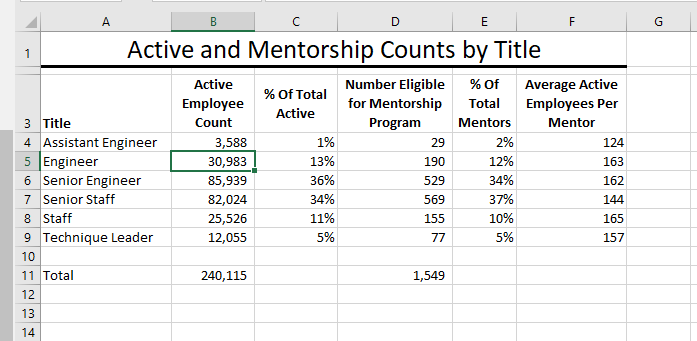 A B C D E F G
1 Active and Mentorship Counts by Title
3 Title Active Employee Count % Of Total Active Number Eligible for Mentorship Program % Of Total Mentors Average Active Employees Per Mentor
4 Assistant Engineer 3,588 1% 29 2% 124
5 Engineer 30,983 13% 190 12% 163
6 Senior Engineer 85,939 36% 529 34% 162
7 Senior Staff 82,024 34% 569 37% 144
8 Staff 25,526 11% 155 10% 165
9 Technique Leader 12,055 5% 77 5% 157
10
11 Total 240,115 1,549
12
13
14